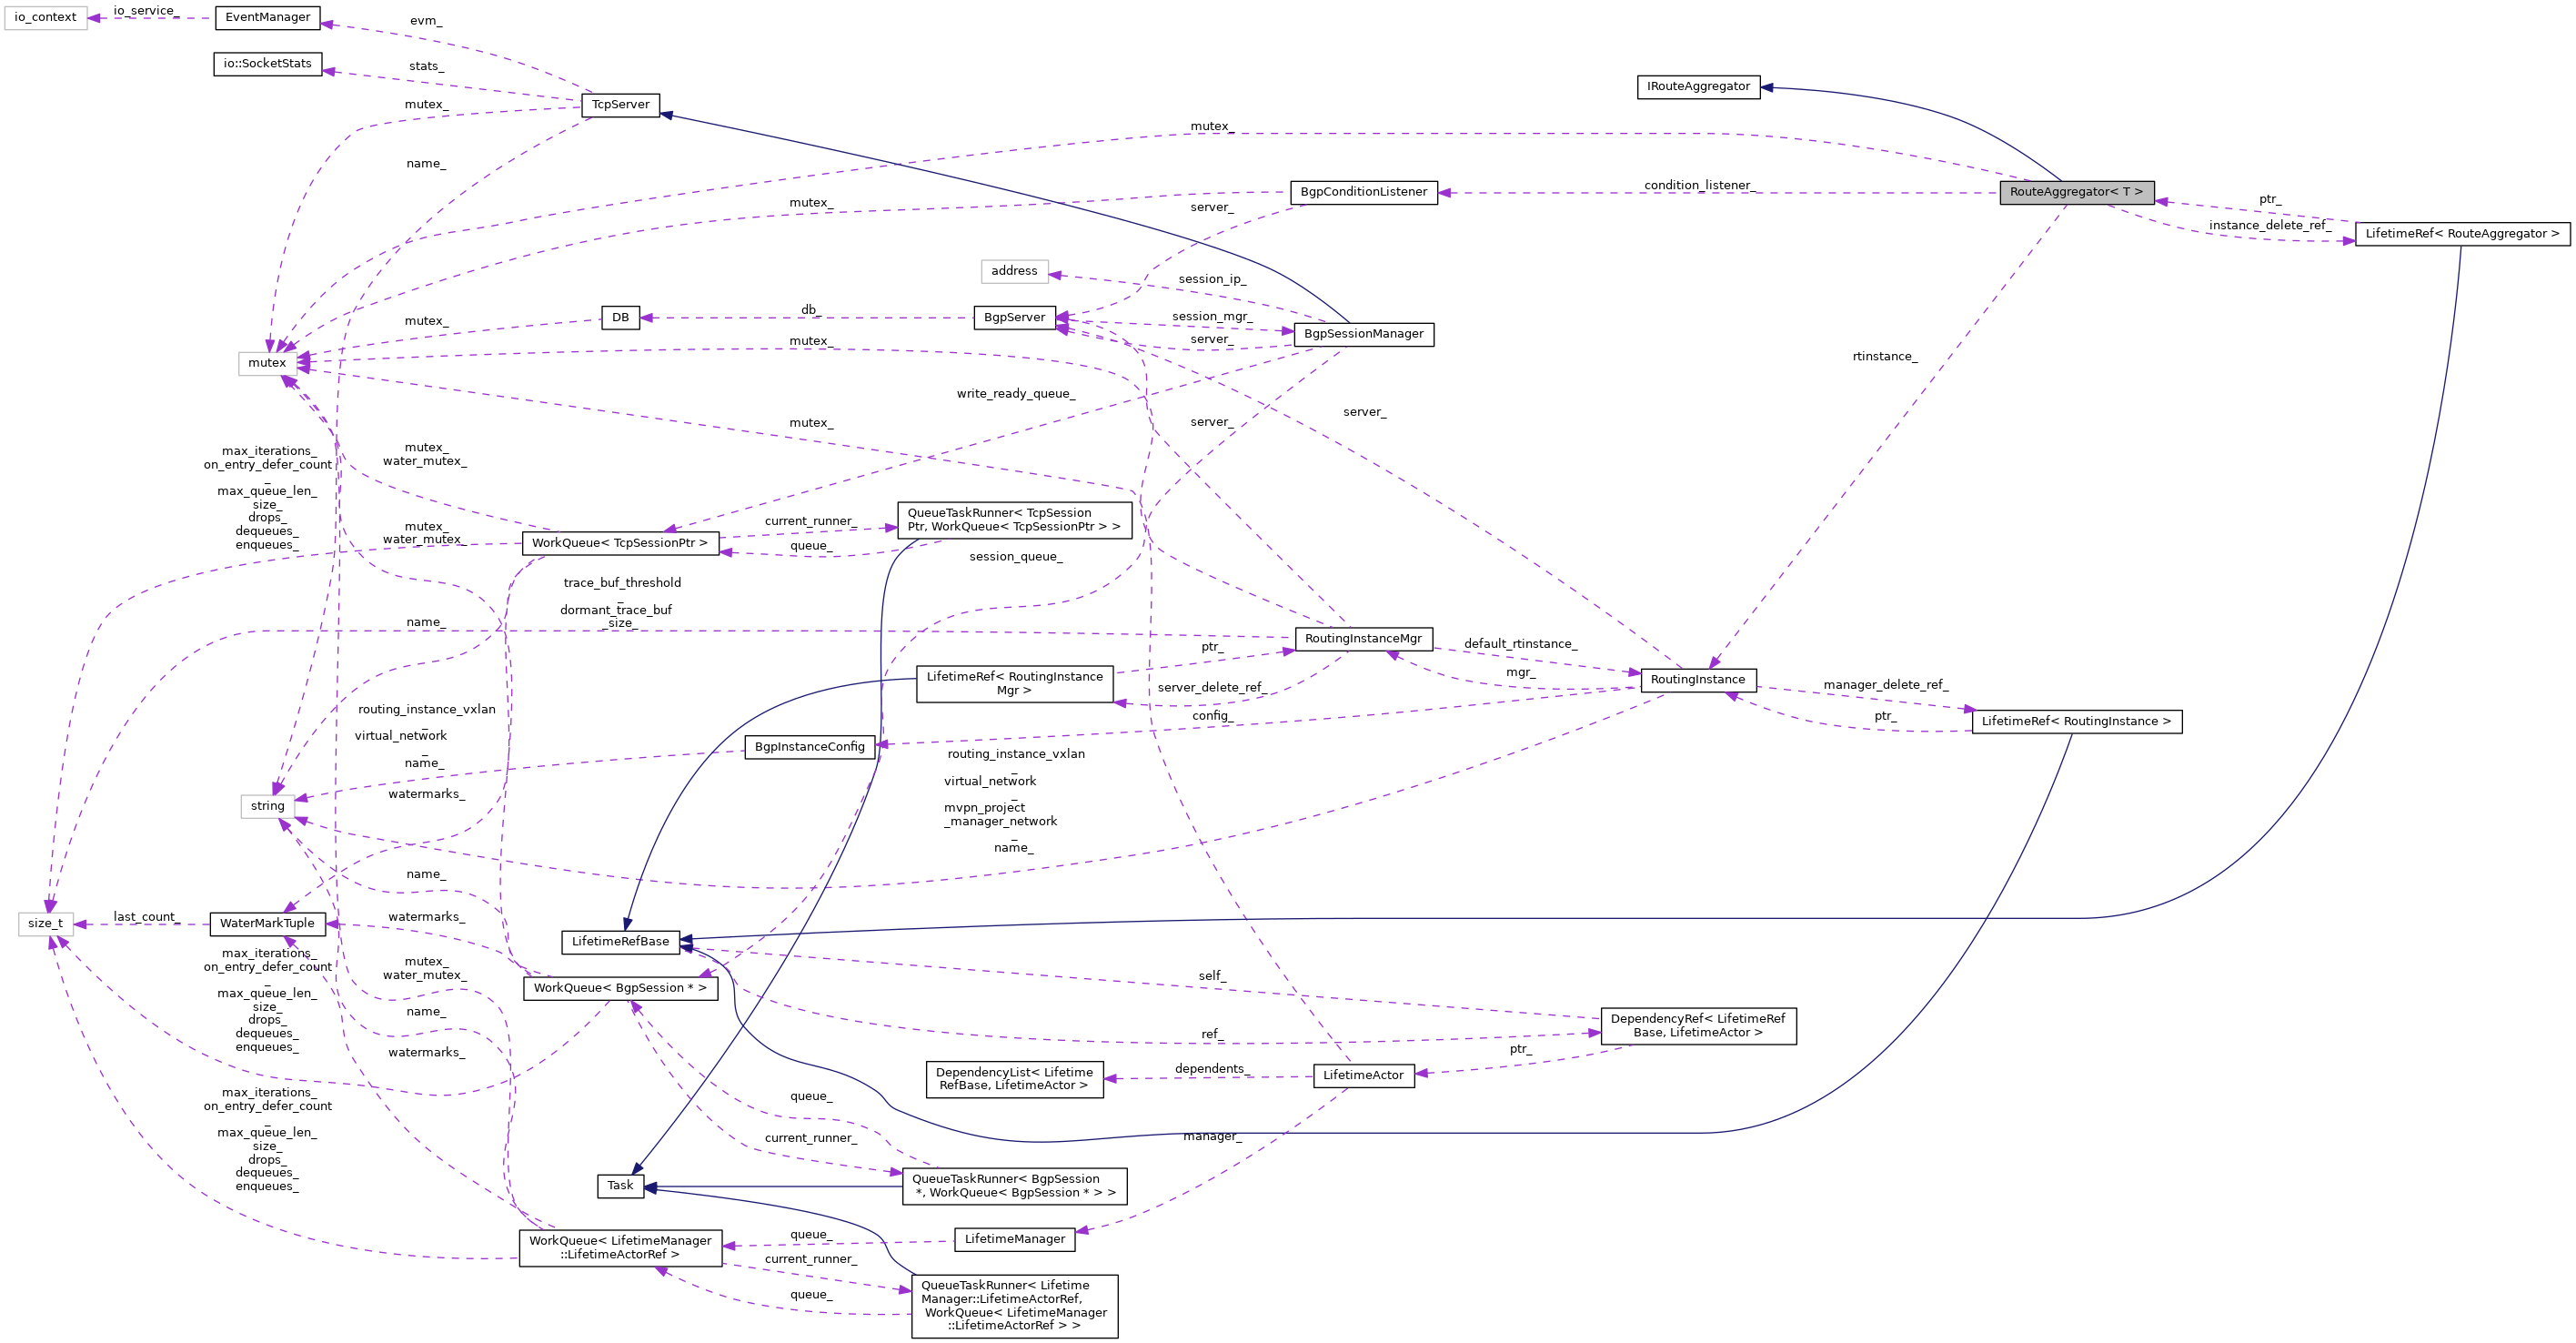 io_context
io_service_
EventManager
evm_
io::SocketStats
stats_
TcpServer
mutex_
name_
IRouteAggregator
mutex_
BgpConditionListener
condition_listener_
RouteAggregator< T >
ptr_
instance_delete_ref_
LifetimeRef< RouteAggregator >
mutex_
server_
address
session_ip_
DB
db_
BgpServer
session_mgr_
server_
BgpSessionManager
mutex_
mutex_
mutex
rtinstance_
write_ready_queue_
server_
server_
mutex_
max_iterations_
on_entry_defer_count
_
max_queue_len_
size_
drops_
dequeues_
enqueues_
mutex_
water_mutex_
mutex_
water_mutex_
WorkQueue< TcpSessionPtr >
current_runner_
queue_
QueueTaskRunner< TcpSession
Ptr, WorkQueue< TcpSessionPtr > >
session_queue_
trace_buf_threshold
_
dormant_trace_buf
_size_
name_
RoutingInstanceMgr
default_rtinstance_
mgr_
ptr_
server_delete_ref_
LifetimeRef< RoutingInstance
Mgr >
RoutingInstance
manager_delete_ref_
ptr_
LifetimeRef< RoutingInstance >
config_
BgpInstanceConfig
routing_instance_vxlan
_
virtual_network
_
name_
watermarks_
string
routing_instance_vxlan
_
virtual_network
_
mvpn_project
_manager_network
_
name_
name_
watermarks_
size_t
last_count_
WaterMarkTuple
LifetimeRefBase
WorkQueue< BgpSession * >
max_iterations_
on_entry_defer_count
_
max_queue_len_
size_
drops_
dequeues_
enqueues_
mutex_
water_mutex_
name_
watermarks_
self_
ref_
DependencyRef< LifetimeRef
Base, LifetimeActor >
ptr_
DependencyList< Lifetime
RefBase, LifetimeActor >
dependents_
LifetimeActor
queue_
current_runner_
manager_
max_iterations_
on_entry_defer_count
_
max_queue_len_
size_
drops_
dequeues_
enqueues_
Task
QueueTaskRunner< BgpSession
*, WorkQueue< BgpSession * > >
WorkQueue< LifetimeManager
::LifetimeActorRef >
queue_
current_runner_
queue_
LifetimeManager
QueueTaskRunner< Lifetime
Manager::LifetimeActorRef,
WorkQueue< LifetimeManager
::LifetimeActorRef > >